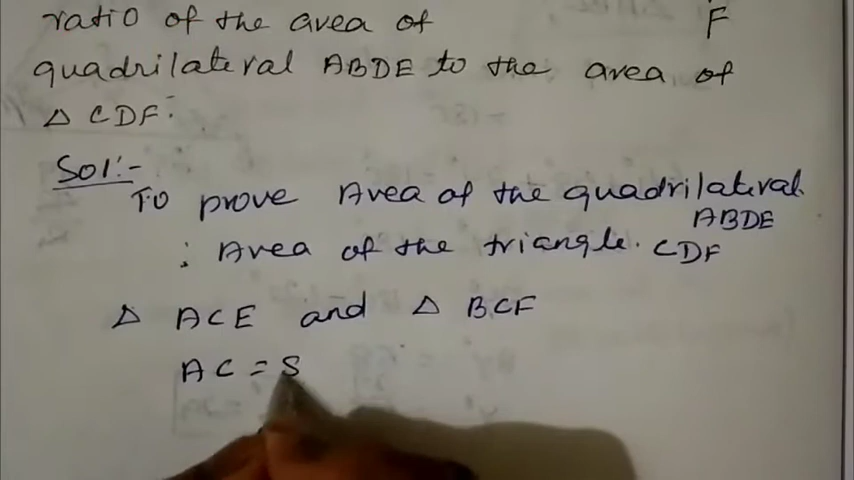 ratio of the area of
F
quadrilateral ABDE to the area of
△ CDF.
Sol:-
To prove Area of the quadrilateral
ABDE
: Area of the triangle. CDF
△ ACE and △ BCF
AC = S